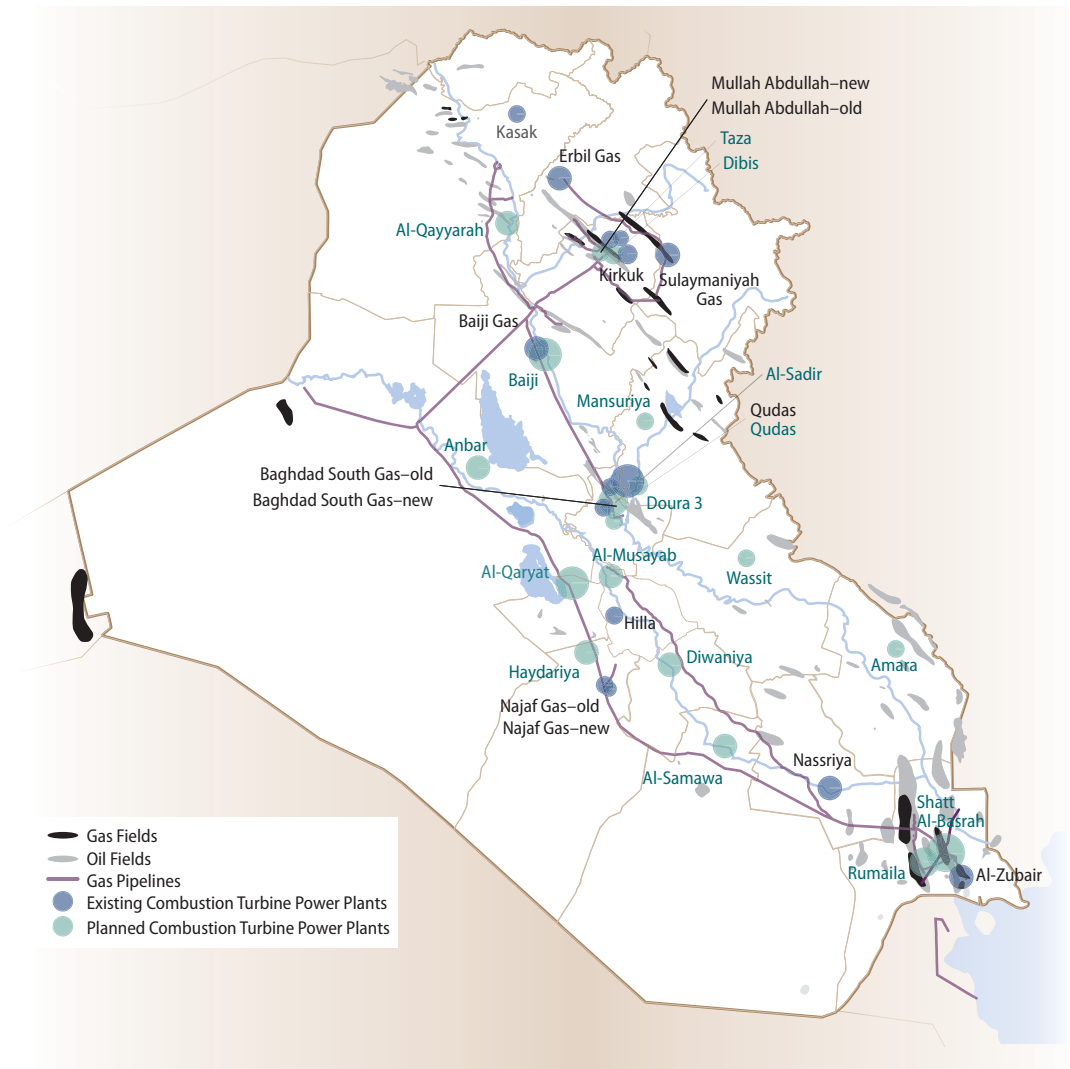 Mullah Abdullah–new
Mullah Abdullah–old
Taza
Dibis
Kasak
Erbil Gas
Al-Qayyarah
Kirkuk
Sulaymaniyah
Gas
Baiji Gas
Baiji
Al-Sadir
Mansuriya
Qudas
Qudas
Anbar
Baghdad South Gas–old
Baghdad South Gas–new
Doura 3
Al-Musayab
Al-Qaryat
Wassit
Hilla
Diwaniya
Amara
Haydariya
Najaf Gas–old
Najaf Gas–new
Nassriya
Al-Samawa
Shatt
Al-Basrah
Rumaila
Al-Zubair
Gas Fields
Oil Fields
Gas Pipelines
Existing Combustion Turbine Power Plants
Planned Combustion Turbine Power Plants